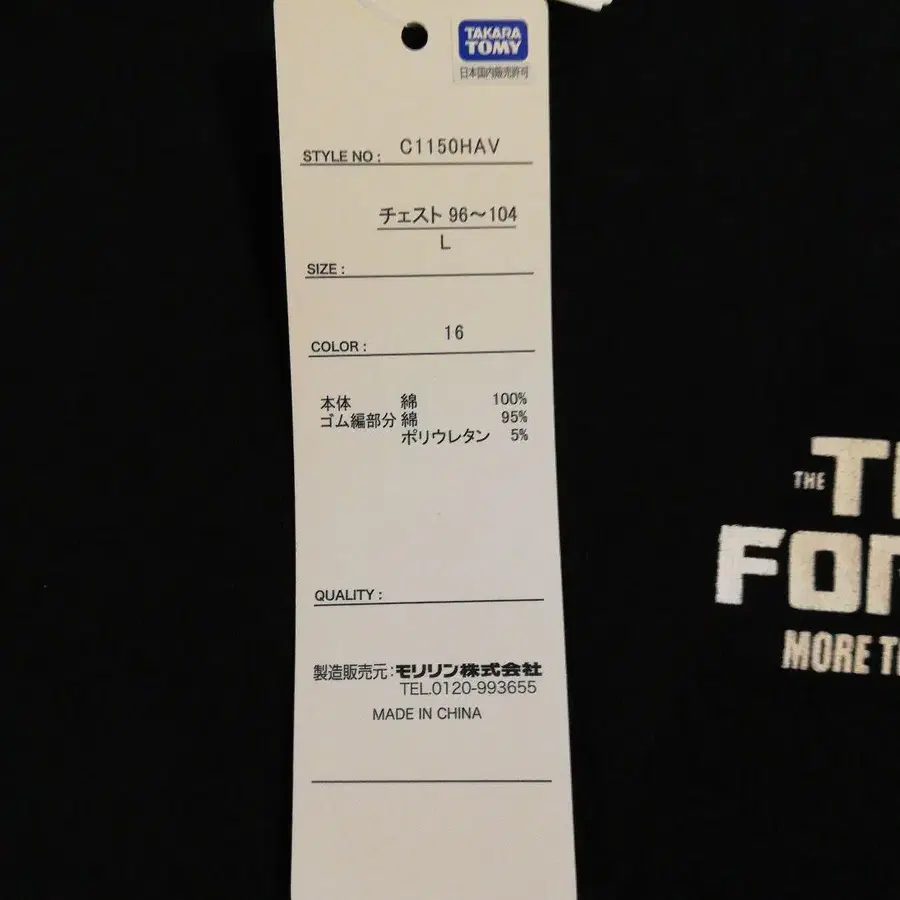 TAKARA
TOMY
日本国内販売許可
STYLE NO : C1150HAV
チェスト 96～104
L
SIZE :
COLOR : 16
本体 綿 100%
ゴム編部分 綿 95%
ポリウレタン 5%
QUALITY :
製造販売元:モリリン株式会社
TEL.0120-993655
MADE IN CHINA
THE T
FOR
MORE T